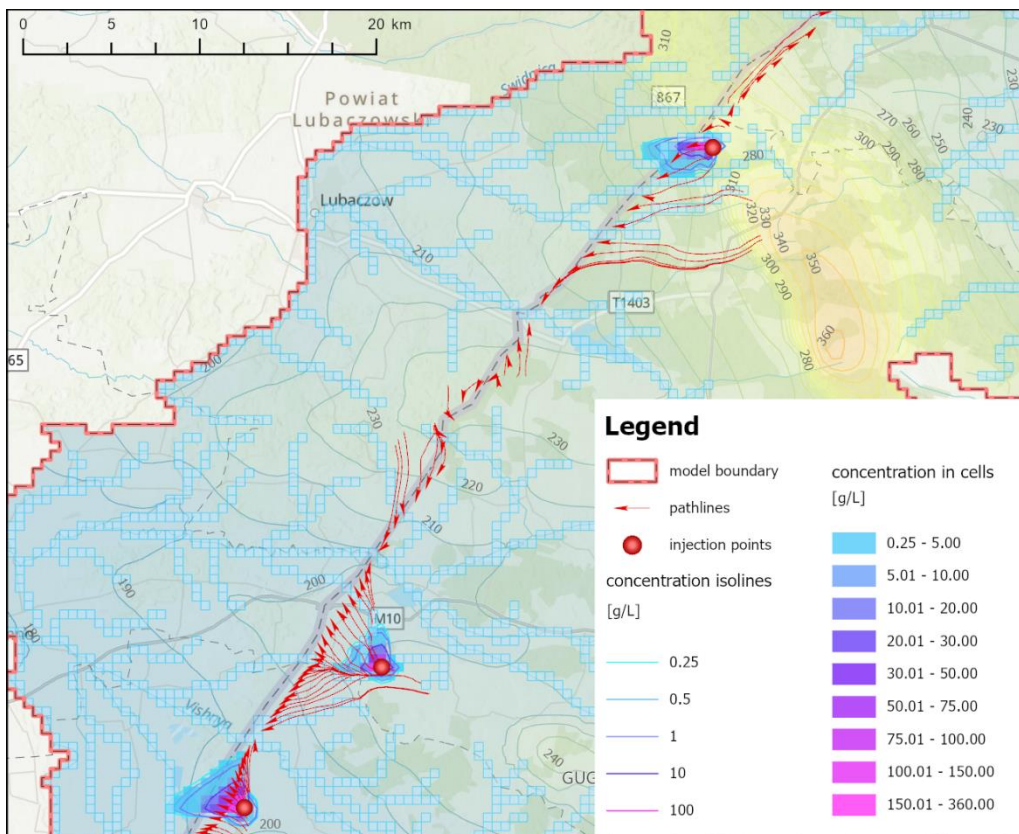 0 5 10 20 km
310
230
Swidnica
Powiat
867
Lubaczowski
270
260
250
240
230
300
290
280
280
310
Lubaczow
320
330
340
350
210
300
290
T1403
360
65
280
200
230
230
220
210
200
190
M10
180
Vishnya
240
GUG
200
Legend
model boundary
pathlines
injection points
concentration isolines
[g/L]
0.25
0.5
1
10
100
concentration in cells
[g/L]
0.25 - 5.00
5.01 - 10.00
10.01 - 20.00
20.01 - 30.00
30.01 - 50.00
50.01 - 75.00
75.01 - 100.00
100.01 - 150.00
150.01 - 360.00